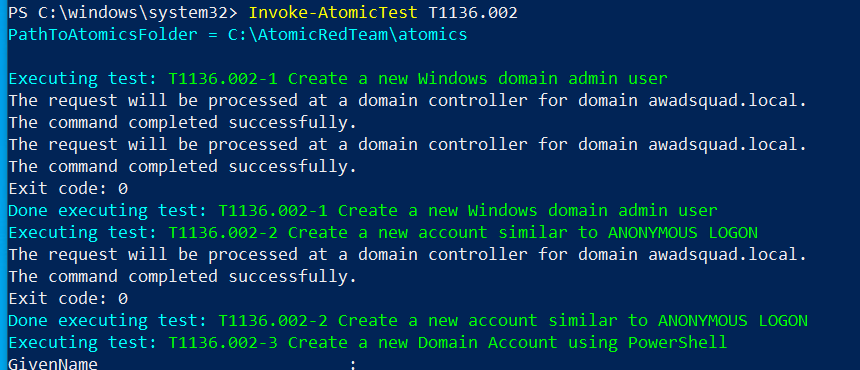 PS C:\windows\system32> Invoke-AtomicTest T1136.002
PathToAtomicsFolder = C:\AtomicRedTeam\atomics
Executing test: T1136.002-1 Create a new Windows domain admin user
The request will be processed at a domain controller for domain awadsquad.local.
The command completed successfully.
The request will be processed at a domain controller for domain awadsquad.local.
The command completed successfully.
Exit code: 0
Done executing test: T1136.002-1 Create a new Windows domain admin user
Executing test: T1136.002-2 Create a new account similar to ANONYMOUS LOGON
The request will be processed at a domain controller for domain awadsquad.local.
The command completed successfully.
Exit code: 0
Done executing test: T1136.002-2 Create a new account similar to ANONYMOUS LOGON
Executing test: T1136.002-3 Create a new Domain Account using PowerShell
GivenName :